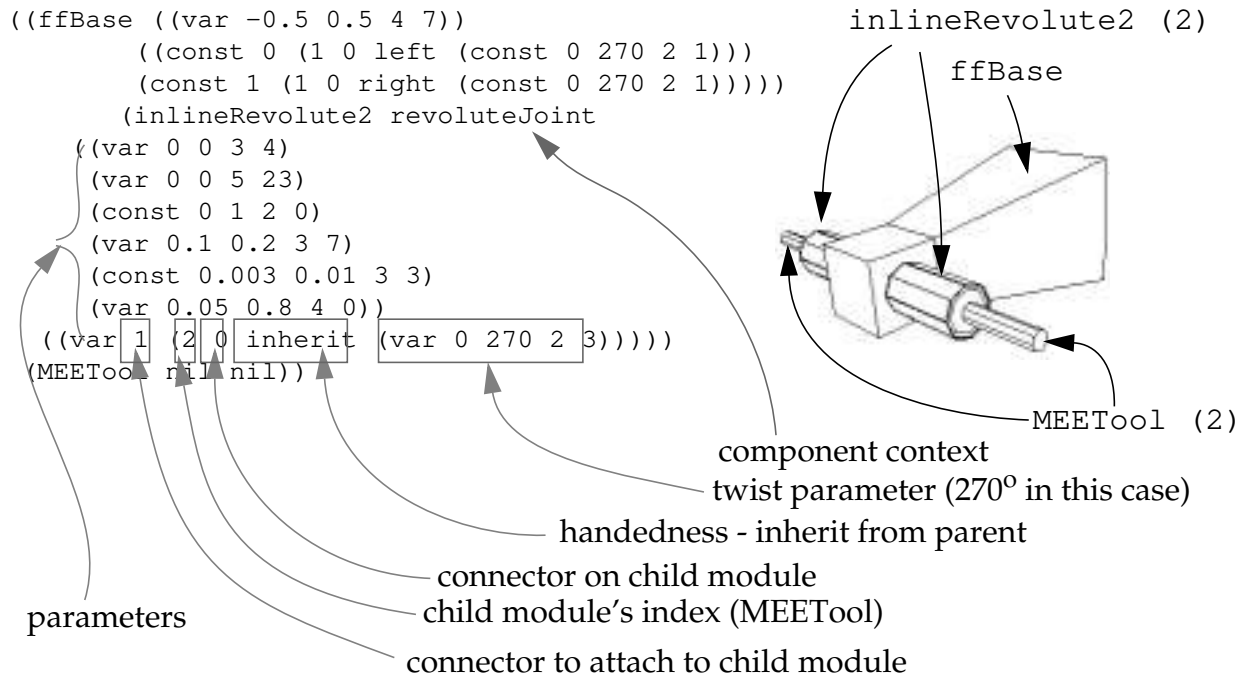 ((ffBase ((var −0.5 0.5 4 7))
((const 0 (1 0 left (const 0 270 2 1)))
(const 1 (1 0 right (const 0 270 2 1)))))
(inlineRevolute2 revoluteJoint
((var 0 0 3 4)
(var 0 0 5 23)
(const 0 1 2 0)
(var 0.1 0.2 3 7)
(const 0.003 0.01 3 3)
(var 0.05 0.8 4 0))
((var 1 (2 0 inherit (var 0 270 2 3)))))
(MEETool nil nil))
inlineRevolute2 (2)
ffBase
MEETool (2)
component context
twist parameter (270o in this case)
handedness - inherit from parent
connector on child module
child module's index (MEETool)
connector to attach to child module
parameters